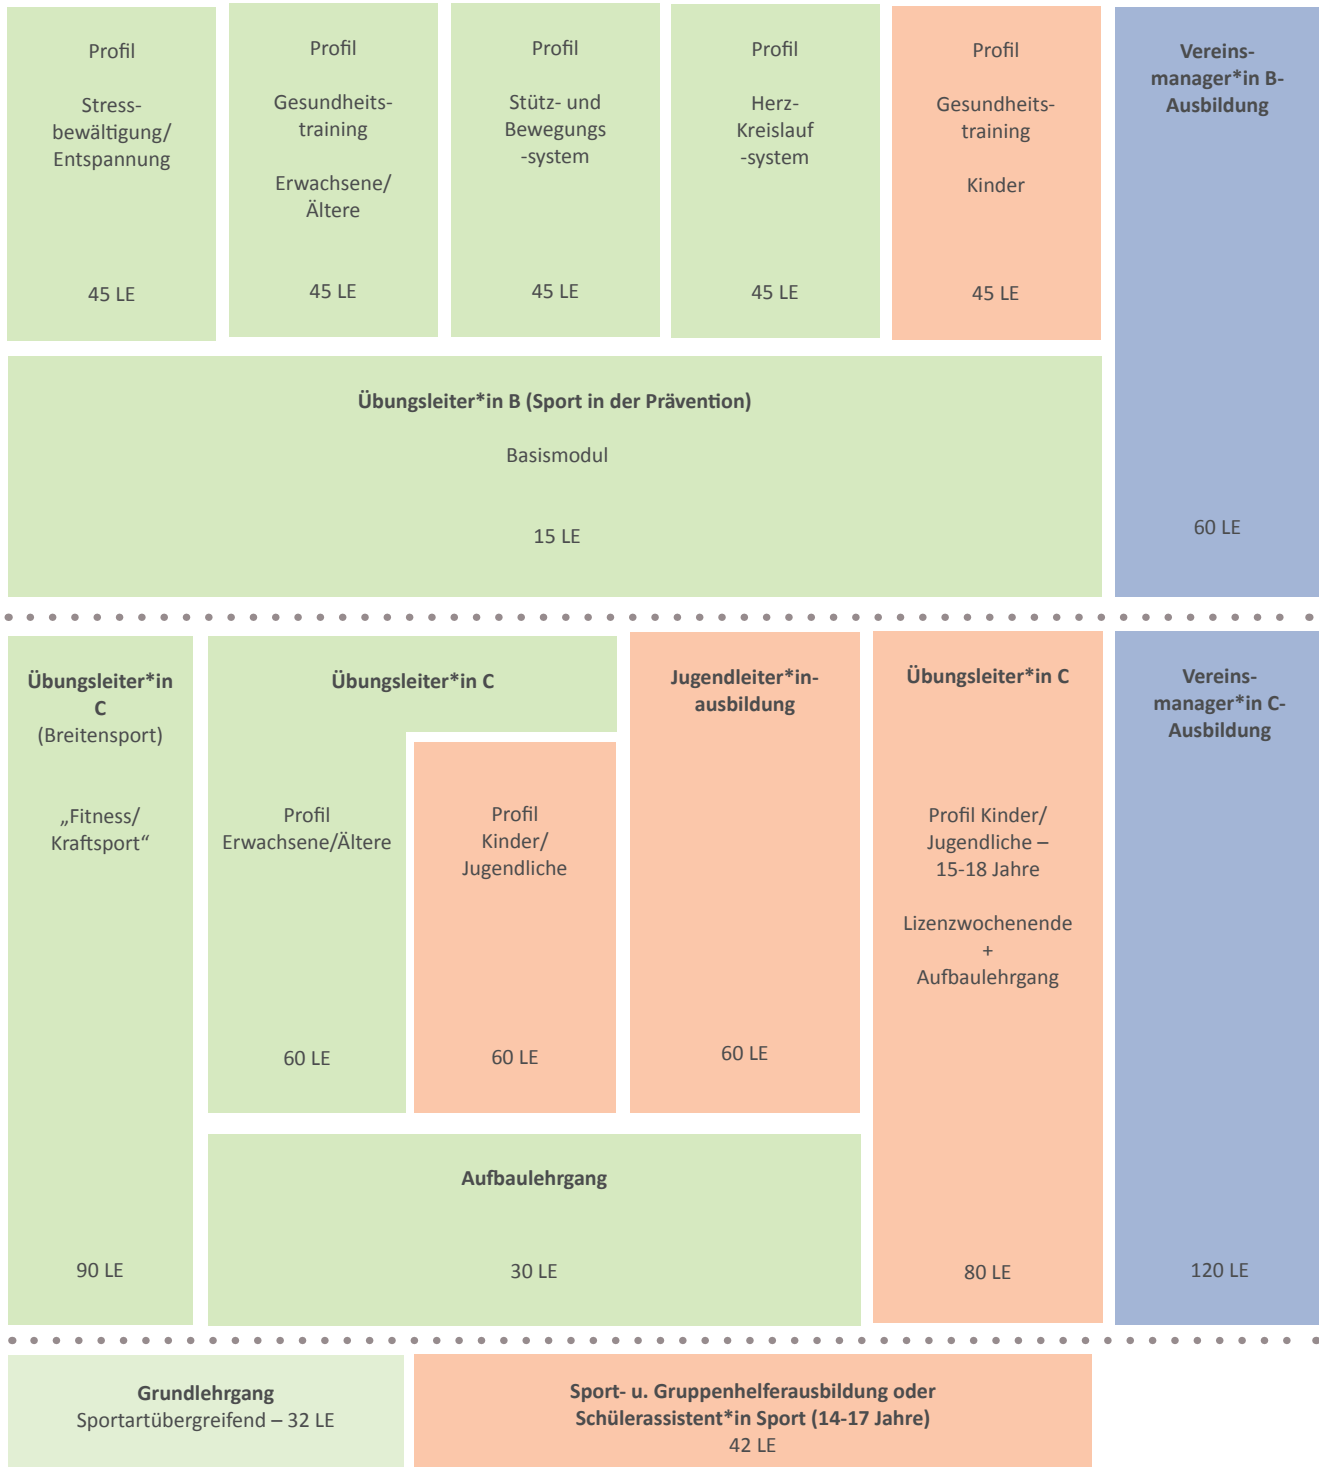 Profil
Stress-
bewältigung/
Entspannung
45 LE
Profil
Gesundheits-
training
Erwachsene/
Ältere
45 LE
Profil
Stütz- und
Bewegungs
-system
45 LE
Profil
Herz-
Kreislauf
-system
45 LE
Profil
Gesundheits-
training
Kinder
45 LE
Vereins-
manager*in B-
Ausbildung
60 LE
Übungsleiter*in B (Sport in der Prävention)
Basismodul
15 LE
Übungsleiter*in
C
(Breitensport)
„Fitness/
Kraftsport“
90 LE
Übungsleiter*in C
Profil
Erwachsene/Ältere
60 LE
Profil
Kinder/
Jugendliche
60 LE
Jugendleiter*in-
ausbildung
60 LE
Aufbaulehrgang
30 LE
Übungsleiter*in C
Profil Kinder/
Jugendliche –
15-18 Jahre
Lizenzwochenende
+
Aufbaulehrgang
80 LE
Vereins-
manager*in C-
Ausbildung
120 LE
Grundlehrgang
Sportartübergreifend – 32 LE
Sport- u. Gruppenhelferausbildung oder
Schülerassistent*in Sport (14-17 Jahre)
42 LE